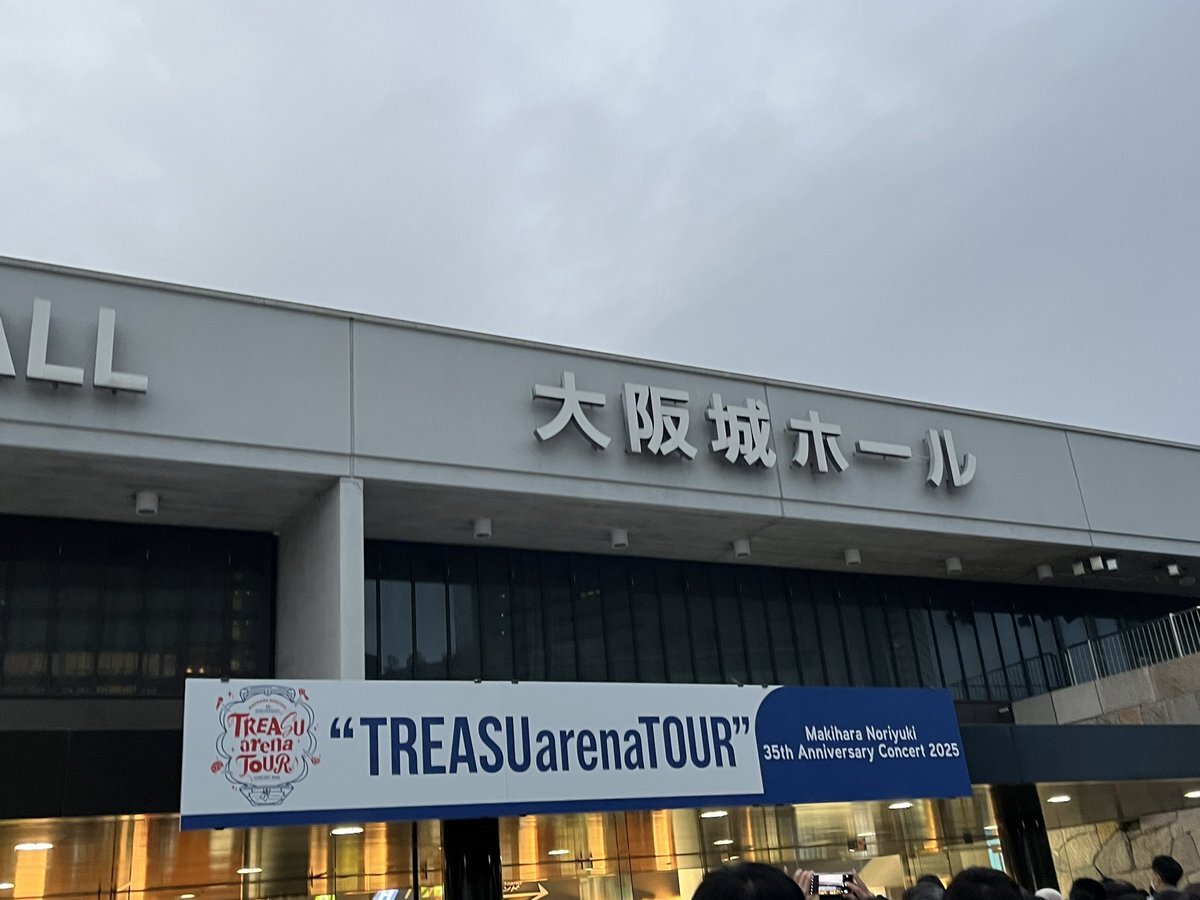 ALL
大阪城ホール
TREASU
arena
TOUR
“TREASUarenaTOUR”
Makihara Noriyuki
35th Anniversary Concert 2025